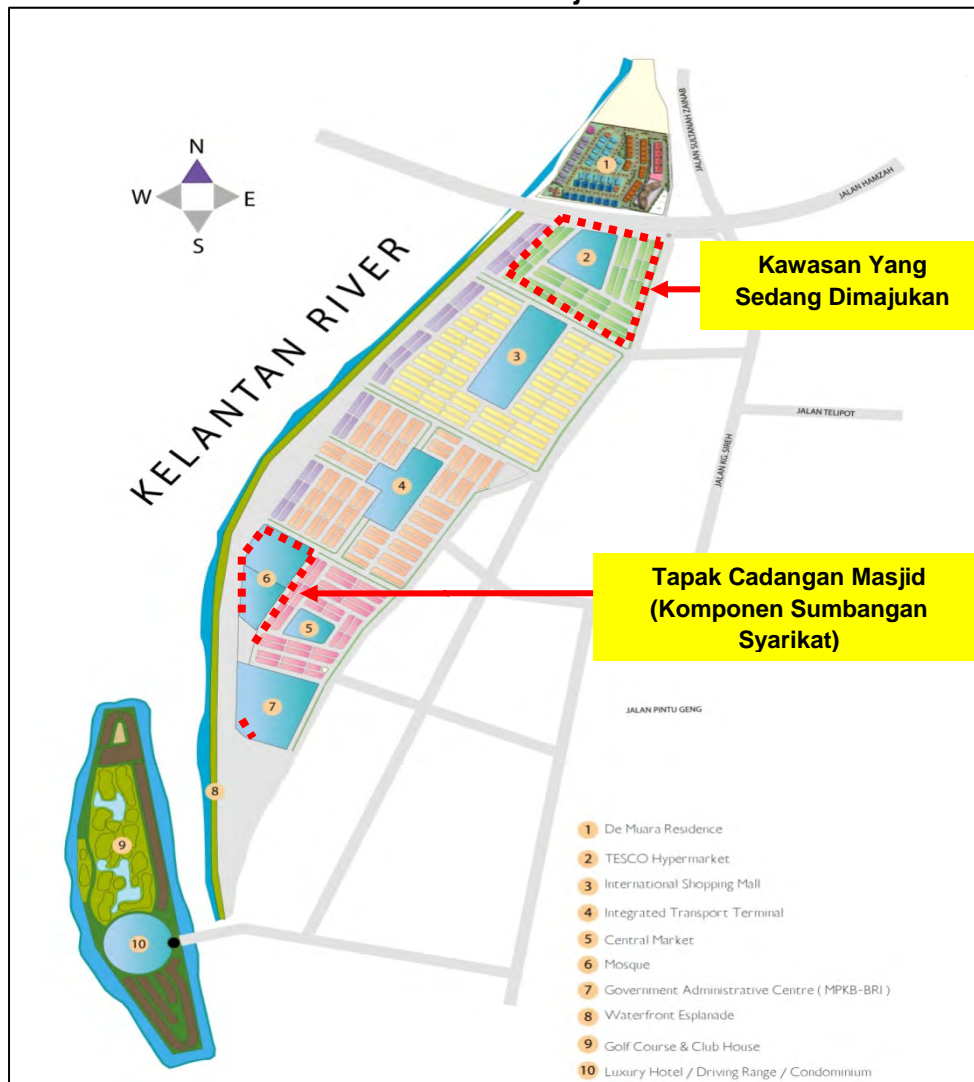 N
W E
S
KELANTAN RIVER
JALAN SULTANAH ZAINAB
JALAN HAMZAH
1
2
Kawasan Yang
Sedang Dimajukan
3
JALAN TELIPOT
JALAN KG. SIREH
4
6
5
Tapak Cadangan Masjid
(Komponen Sumbangan
Syarikat)
7
JALAN PINTU GENG
8
9
10
1 De Muara Residence
2 TESCO Hypermarket
3 International Shopping Mall
4 Integrated Transport Terminal
5 Central Market
6 Mosque
7 Government Administrative Centre ( MPKB-BRI )
8 Waterfront Esplanade
9 Golf Course & Club House
10 Luxury Hotel / Driving Range / Condominium